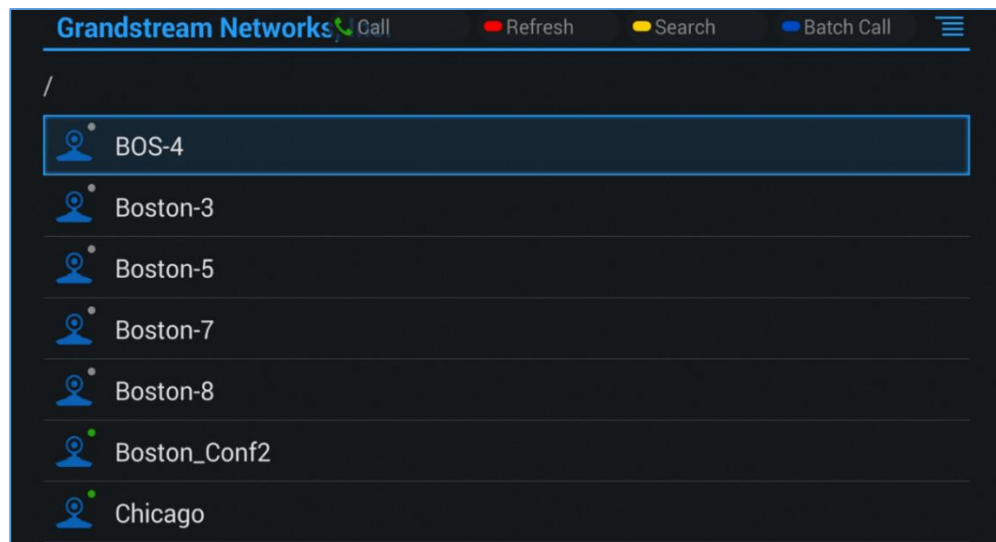 Grandstream Networks Call Refresh Search Batch Call
/
BOS-4
Boston-3
Boston-5
Boston-7
Boston-8
Boston_Conf2
Chicago